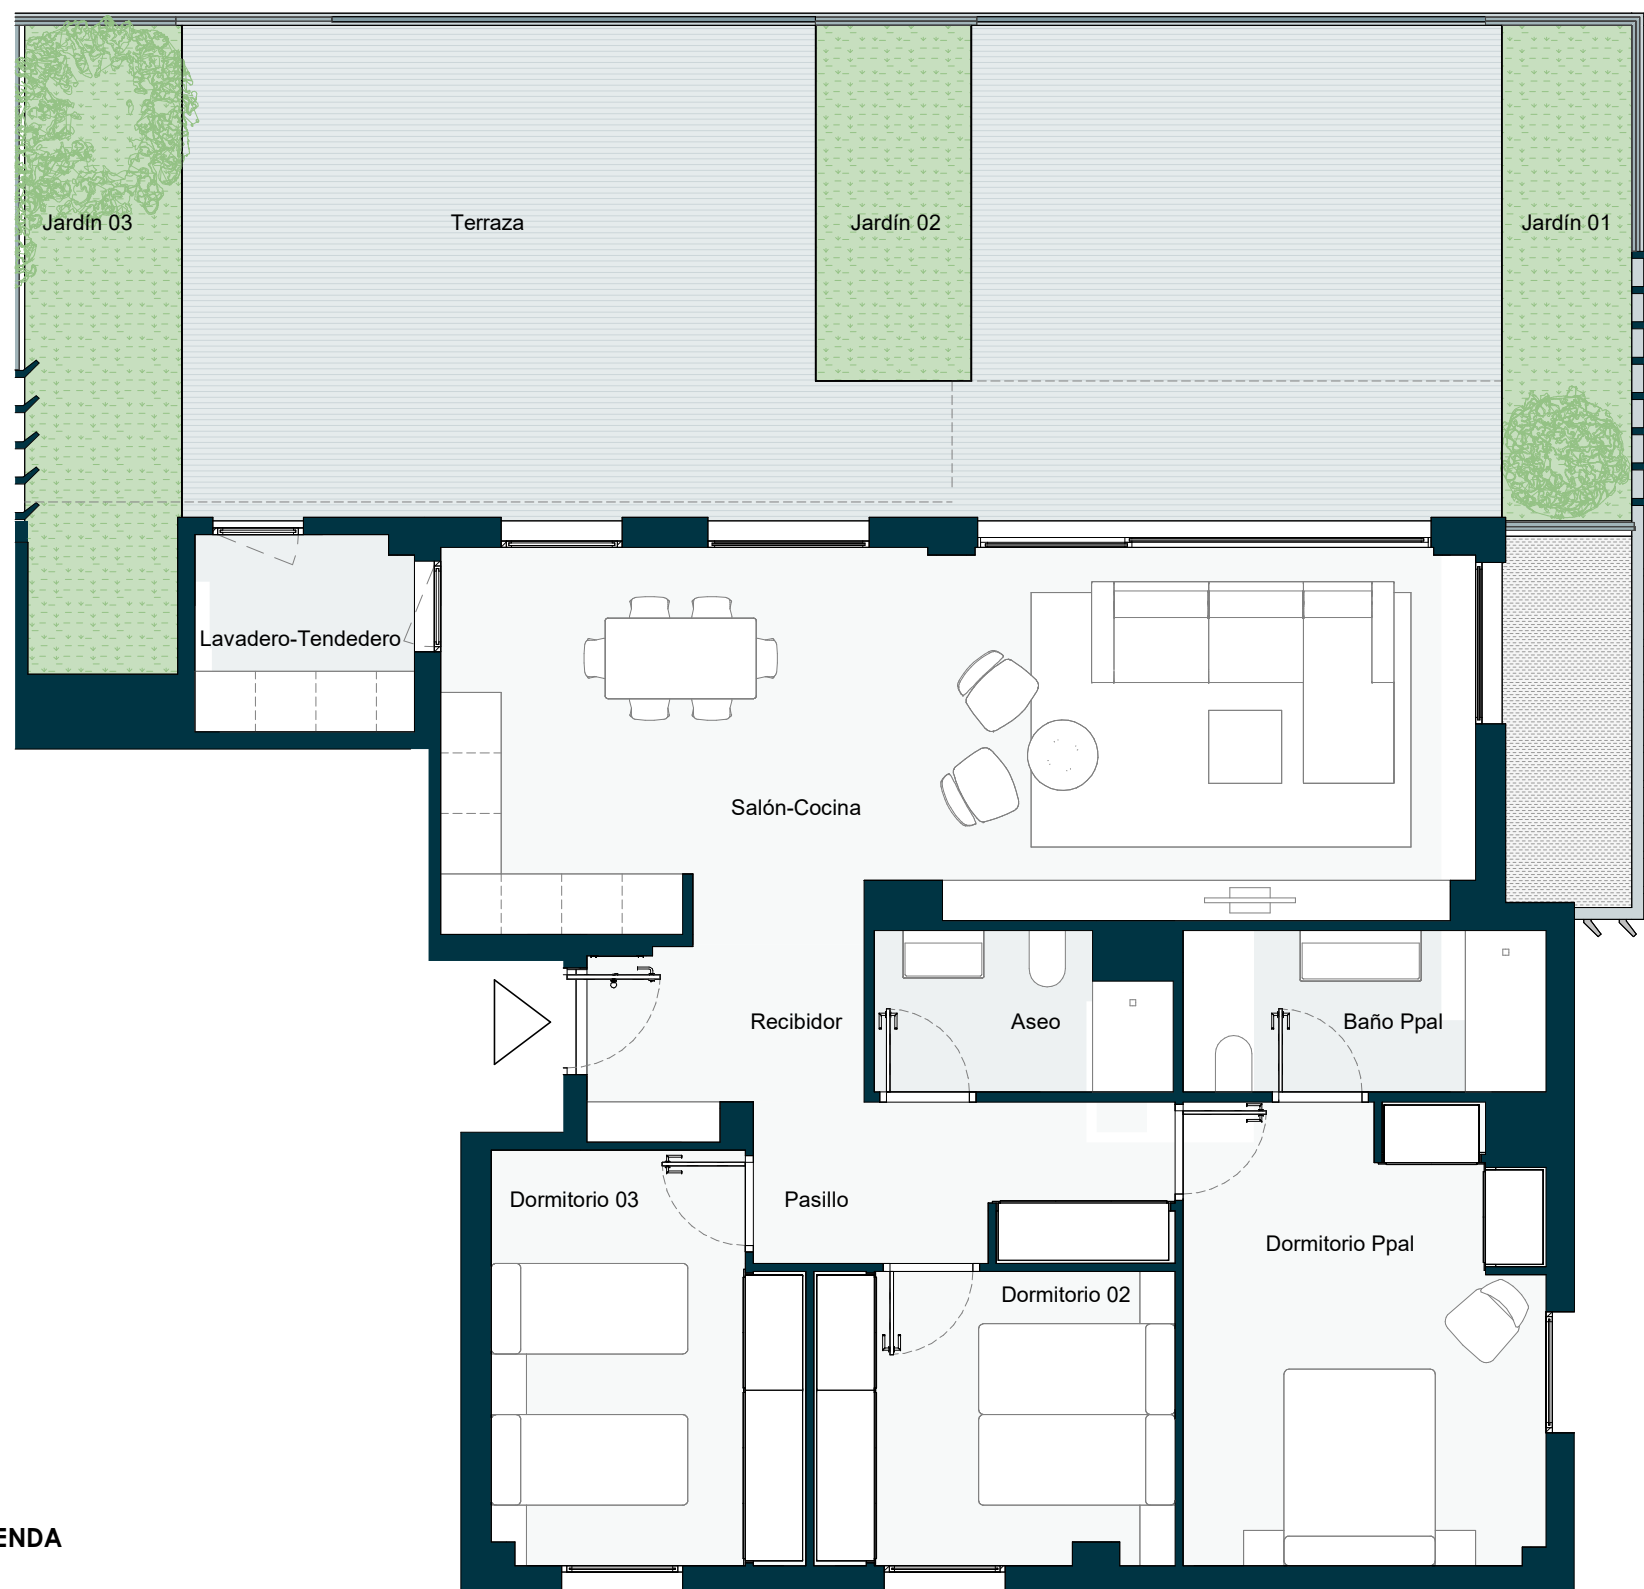 Jardín 03
Terraza
Jardín 02
Jardín 01
Lavadero-Tendedero
Salón-Cocina
Recibidor
Aseo
Baño Ppal
Dormitorio 03
Pasillo
Dormitorio Ppal
Dormitorio 02
ENDA